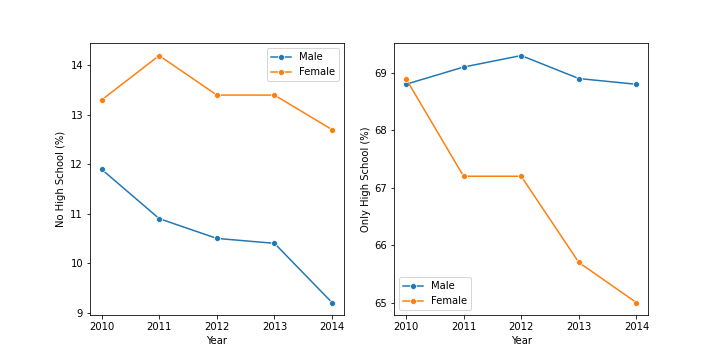 No High School (%)
14
13
12
11
10
9
2010 2011 2012 2013 2014
Year
Male
Female
Only High School (%)
69
68
67
66
65
2010 2011 2012 2013 2014
Year
Male
Female